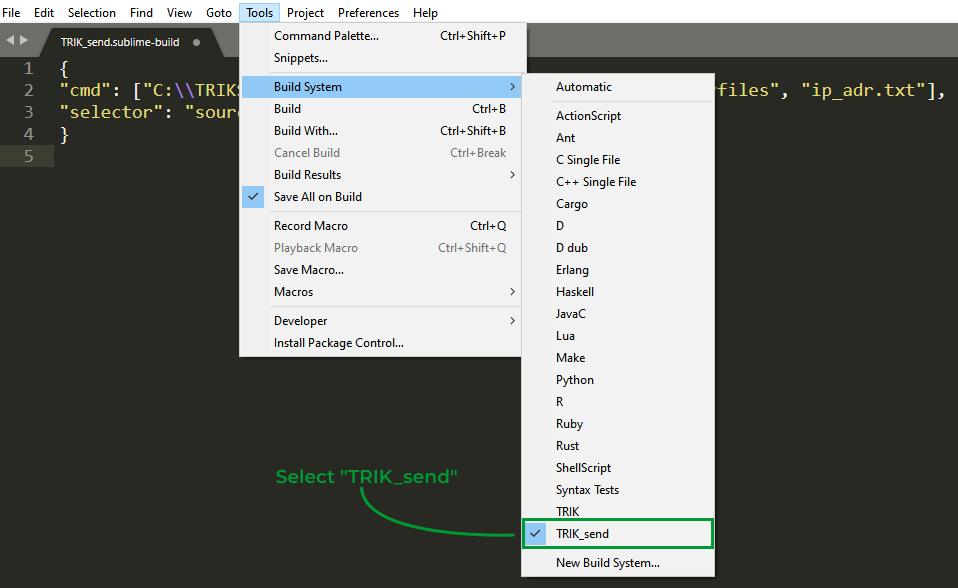 File Edit Selection Find View Goto Tools Project Preferences Help
TRIK_send.sublime-build
1 {
2 "cmd": ["C:\\TRIK files", "ip_adr.txt"],
3 "selector":
4 }
5
Command Palette... Ctrl+Shift+P
Snippets...
Build System
Build Ctrl+B
Build With... Ctrl+Shift+B
Cancel Build Ctrl+Break
Build Results
Save All on Build
Record Macro Ctrl+Q
Playback Macro Ctrl+Shift+Q
Save Macro...
Macros
Developer
Install Package Control...
Automatic
ActionScript
Ant
C Single File
C++ Single File
Cargo
D
D dub
Erlang
Haskell
JavaC
Lua
Make
Python
R
Ruby
Rust
ShellScript
Syntax Tests
TRIK
TRIK_send
New Build System...
Select "TRIK_send"